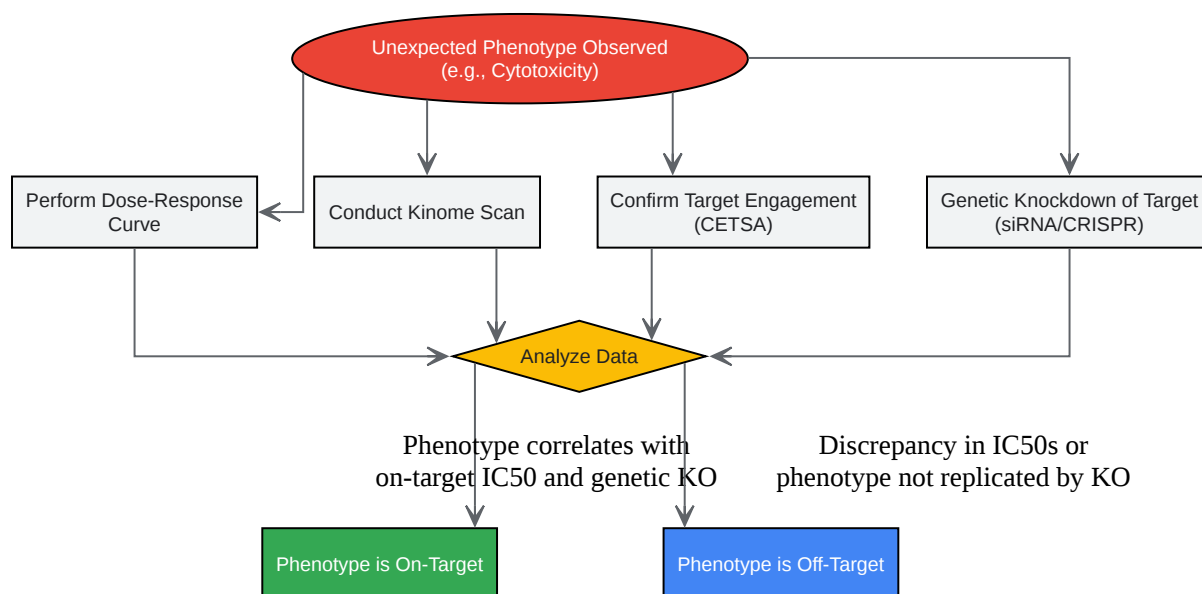 Unexpected Phenotype Observed
(e.g., Cytotoxicity)
Perform Dose-Response
Curve
Conduct Kinome Scan
Confirm Target Engagement
(CETSA)
Genetic Knockdown of Target
(siRNA/CRISPR)
Analyze Data
Phenotype correlates with
on-target IC50 and genetic KO
Discrepancy in IC50s or
phenotype not replicated by KO
Phenotype is On-Target
Phenotype is Off-Target